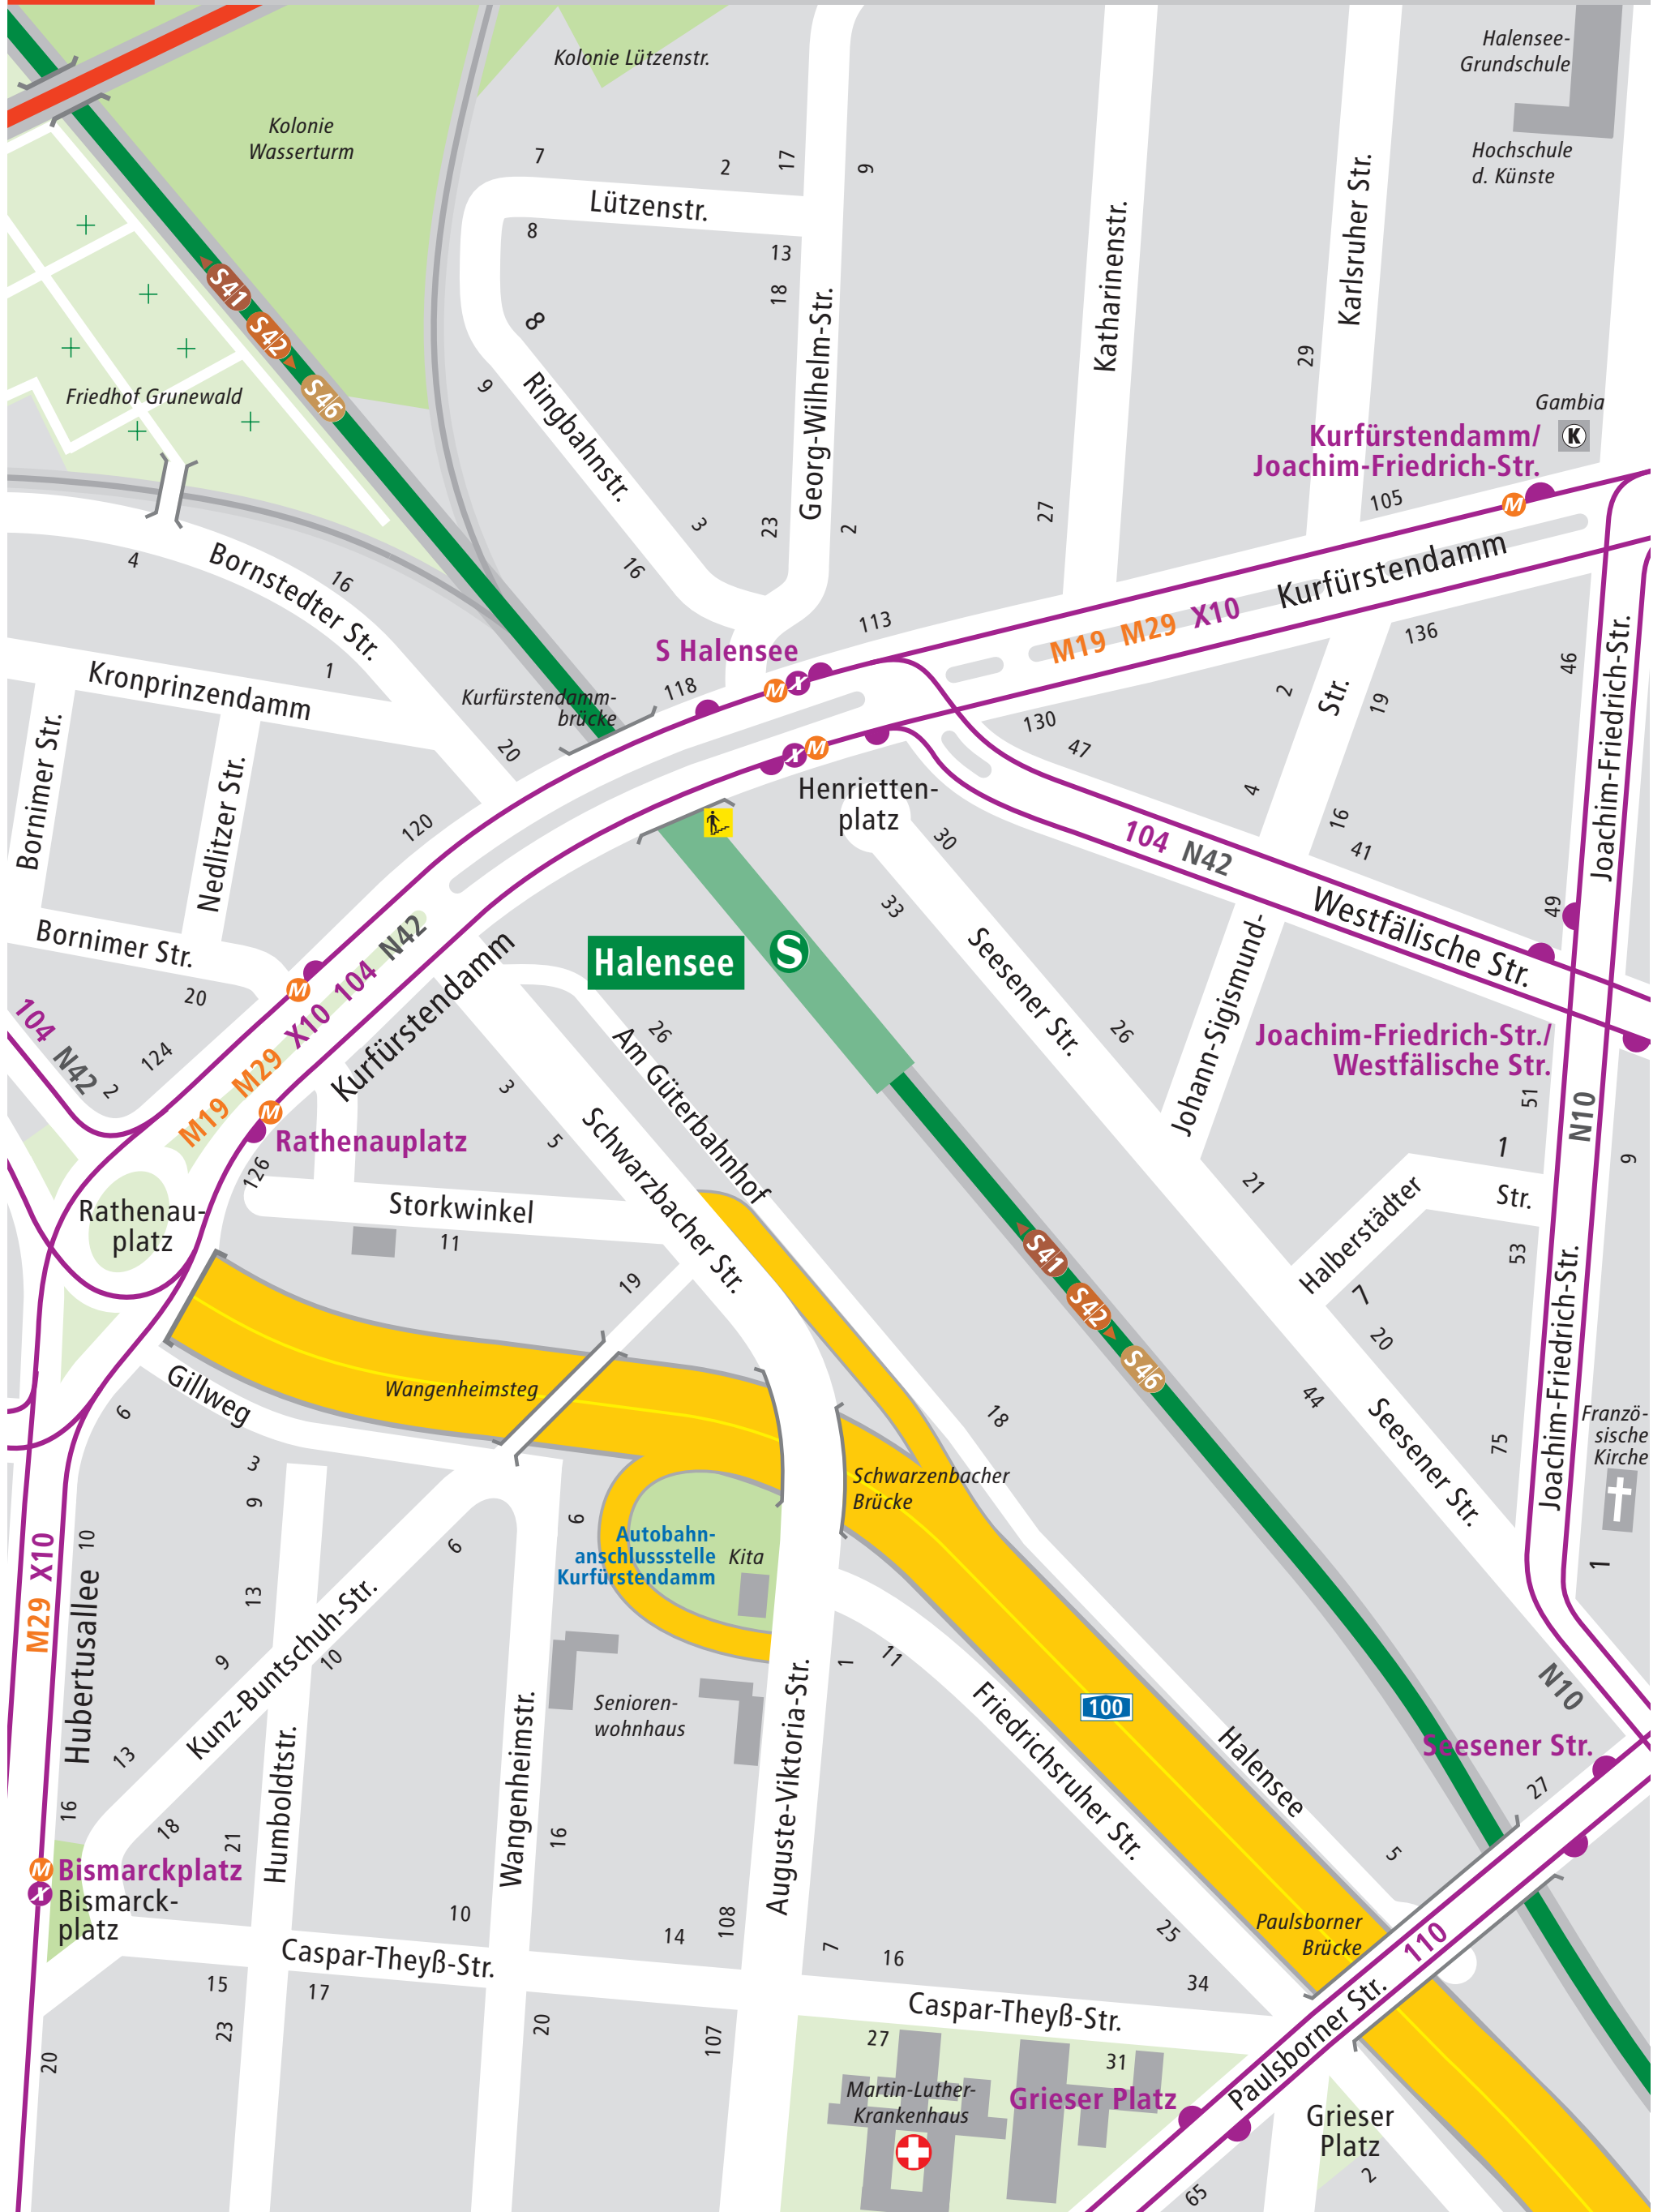 Kolonie Lützenstr.
Halensee-
Grundschule
Kolonie
Wasserturm
Hochschule
d. Künste
7
2
17
9
Lützenstr.
8
13
18
8
9
S41
S42
S46
Friedhof Grunewald
Ringbahnstr.
Georg-Wilhelm-Str.
Katharinenstr.
Karlsruher Str.
29
27
Gambia
K
Kurfürstendamm/
Joachim-Friedrich-Str.
105
M
Kurfürstendamm
3
23
2
16
4
16
Bornstedter Str.
1
Kronprinzendamm
113
S Halensee
118
M X
M19 M29 X10
136
46
Kurfürstendamm-
brücke
20
X M
Henrietten-
platz
130
47
2
Str.
19
Joachim-Friedrich-Str.
Bornimer Str.
Nedlitzer Str.
120
30
104 N42
4
16
41
49
Westfälische Str.
33
Bornimer Str.
20
M
M19 M29 X10 104 N42
Kurfürstendamm
Halensee
S
Seesener Str.
26
Johann-Sigismund-
Joachim-Friedrich-Str./
Westfälische Str.
104 N42
2
124
26
Am Güterbahnhof
3
5
Schwarzbacher Str.
M
Rathenauplatz
126
51
N10
9
1
Str.
21
Halberstädter
7
53
Rathenau-
platz
Storkwinkel
11
19
S41
S42
S46
20
44
Joachim-Friedrich-Str.
Gillweg
Wangenheimsteg
6
3
9
18
Seesener Str.
75
Franzö-
sische
Kirche
Schwarzenbacher
Brücke
1
6
6
Autobahn-
anschlussstelle
Kurfürstendamm
Kita
M29 X10
10
Hubertusallee
13
9
10
Kunz-Buntschuh-Str.
13
16
18
21
Humboldtstr.
Wangenheimstr.
16
Senioren-
wohnhaus
Auguste-Viktoria-Str.
1
11
Friedrichsruher Str.
100
Halensee
N10
Seesener Str.
27
5
M
X
Bismarckplatz
Bismarck-
platz
10
14
108
7
16
25
34
Paulsborner
Brücke
110
Caspar-Theyß-Str.
15
17
23
20
20
107
Caspar-Theyß-Str.
27
31
Martin-Luther-
Krankenhaus
Grieser Platz
Paulsborner Str.
Grieser
Platz
2
65